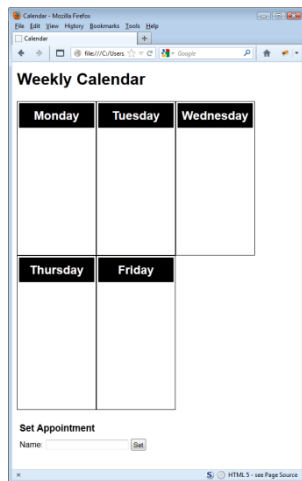 Calendar - Mozilla Firefox
File Edit View History Bookmarks Tools Help
Calendar +
file:///C:/Users Google
Weekly Calendar
Monday Tuesday Wednesday
Thursday Friday
Set Appointment
Name: Set
HTML 5 - see Page Source